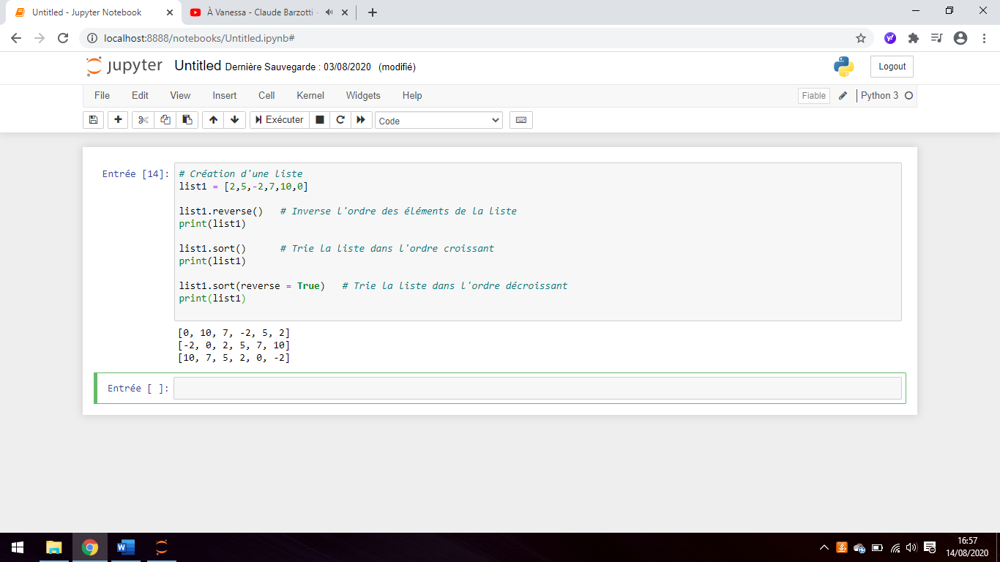 Untitled - Jupyter Notebook
À Vanessa - Claude Barzotti -
localhost:8888/notebooks/Untitled.ipynb#
jupyter Untitled Dernière Sauvegarde : 03/08/2020 (modifié)
Logout
File Edit View Insert Cell Kernel Widgets Help
Fiable
Python 3
Exécuter
Code
Entrée [14]:
# Création d'une liste
list1 = [2,5,-2,7,10,0]
list1.reverse() # Inverse l'ordre des éléments de la liste
print(list1)
list1.sort() # Trie la liste dans l'ordre croissant
print(list1)
list1.sort(reverse = True) # Trie la liste dans l'ordre décroissant
print(list1)
[0, 10, 7, -2, 5, 2]
[-2, 0, 2, 5, 7, 10]
[10, 7, 5, 2, 0, -2]
Entrée [ ]:
16:57
14/08/2020